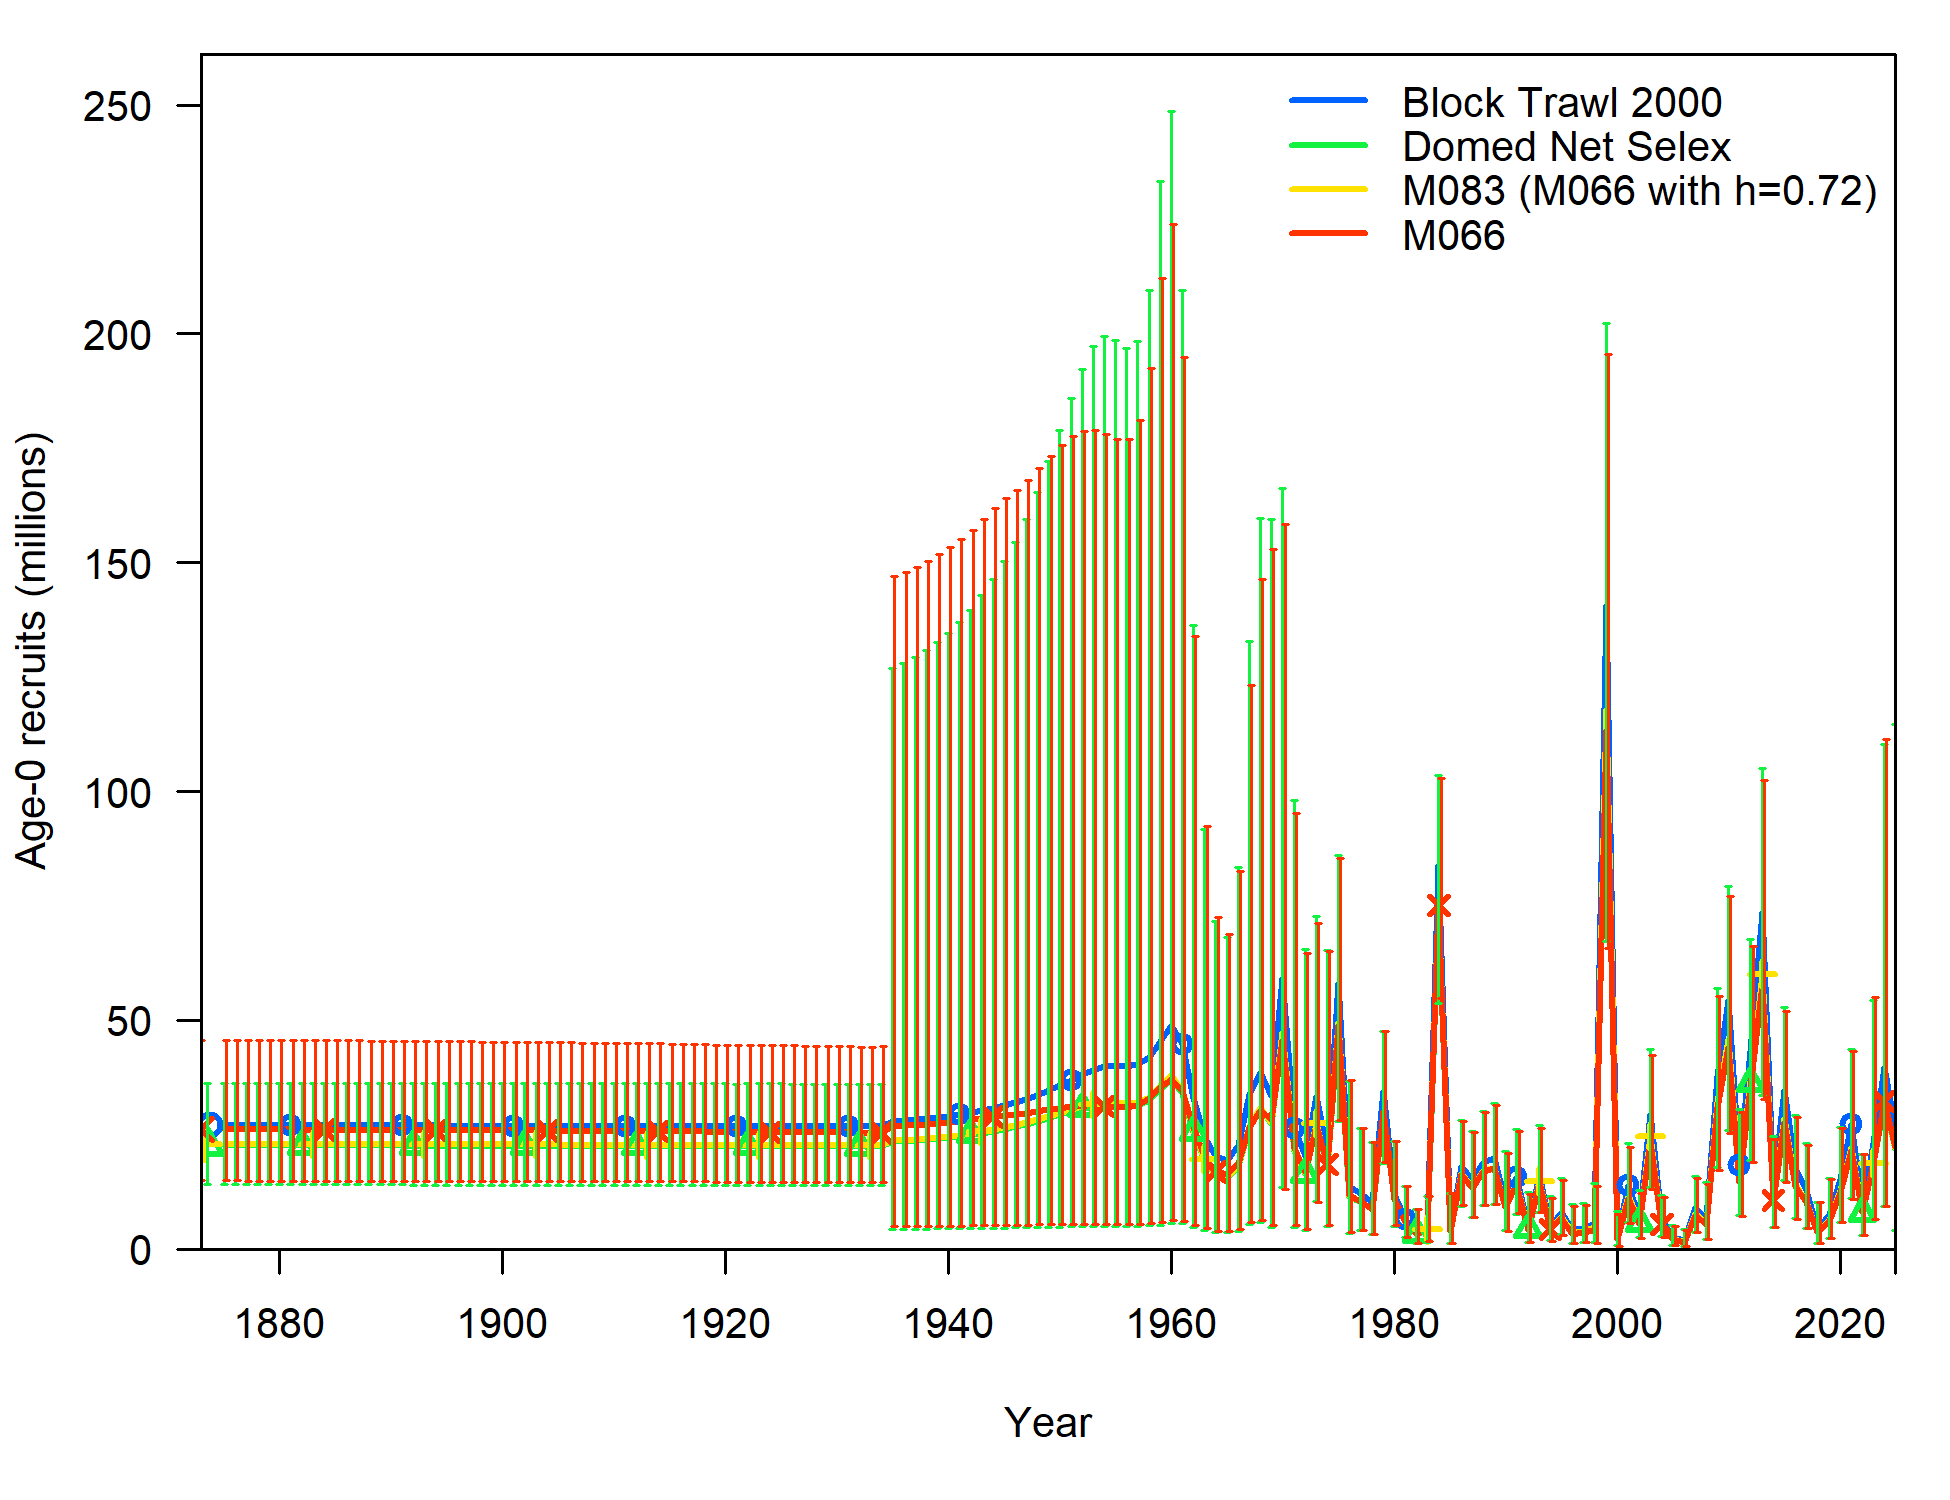 Block Trawl 2000
Domed Net Selex
M083 (M066 with h=0.72)
M066
Age-0 recruits (millions)
250
200
150
100
50
0
1880 1900 1920 1940 1960 1980 2000 2020
Year